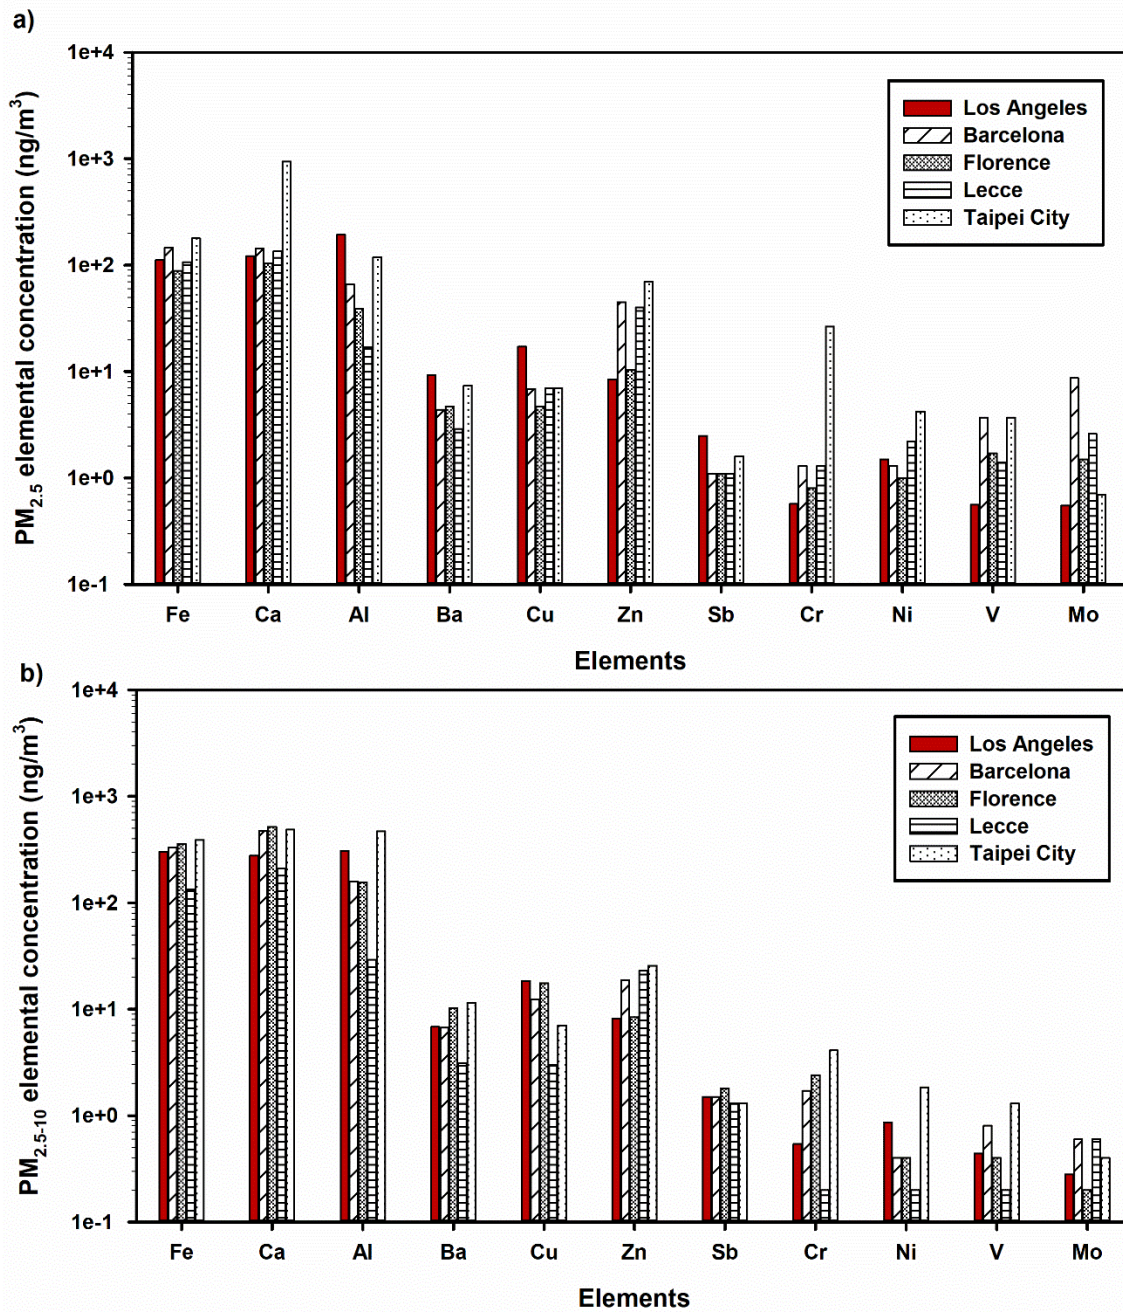 a)
PM2.5 elemental concentration (ng/m3)
1e+4
1e+3
1e+2
1e+1
1e+0
1e-1
Los Angeles
Barcelona
Florence
Lecce
Taipei City
Fe Ca Al Ba Cu Zn Sb Cr Ni V Mo
Elements
b)
PM2.5-10 elemental concentration (ng/m3)
1e+4
1e+3
1e+2
1e+1
1e+0
1e-1
Los Angeles
Barcelona
Florence
Lecce
Taipei City
Fe Ca Al Ba Cu Zn Sb Cr Ni V Mo
Elements